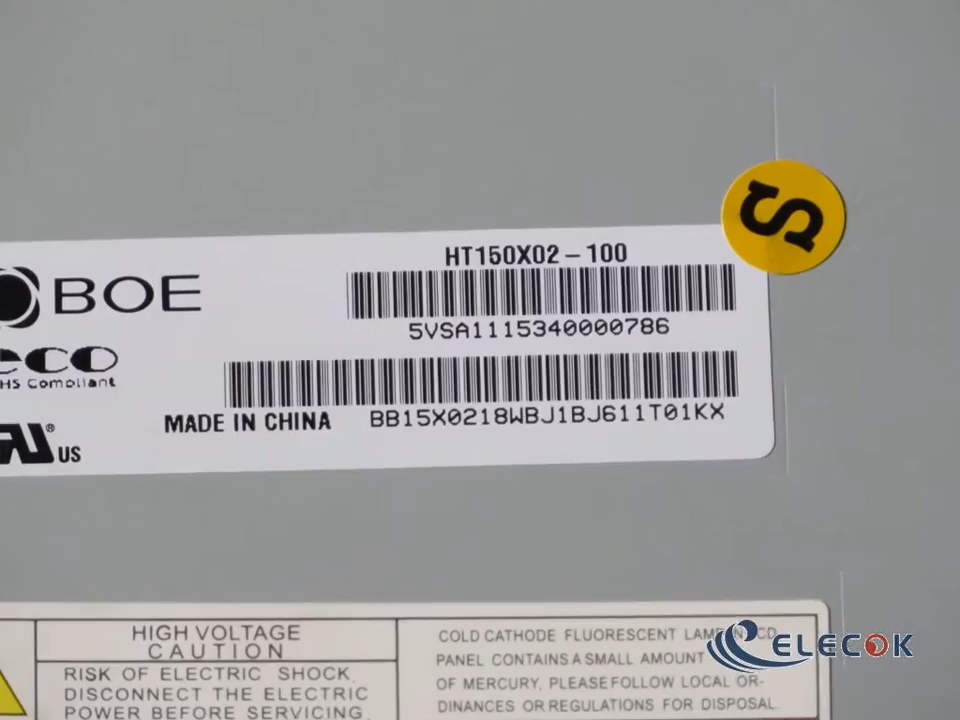 S
HT150X02-100
BOE
5VSA1115340000786
eco
HS Compliant
MADE IN CHINA
BB15X0218WBJ1BJ611T01KX
® US
HIGH VOLTAGE
CAUTION
RISK OF ELECTRIC SHOCK.
DISCONNECT THE ELECTRIC
POWER BEFORE SERVICING.
COLD CATHODE FLUORESCENT LAMP IN LCD
PANEL CONTAINS A SMALL AMOUNT
OF MERCURY, PLEASE FOLLOW LOCAL OR-
DINANCES OR REGULATIONS FOR DISPOSAL.
ELECOK